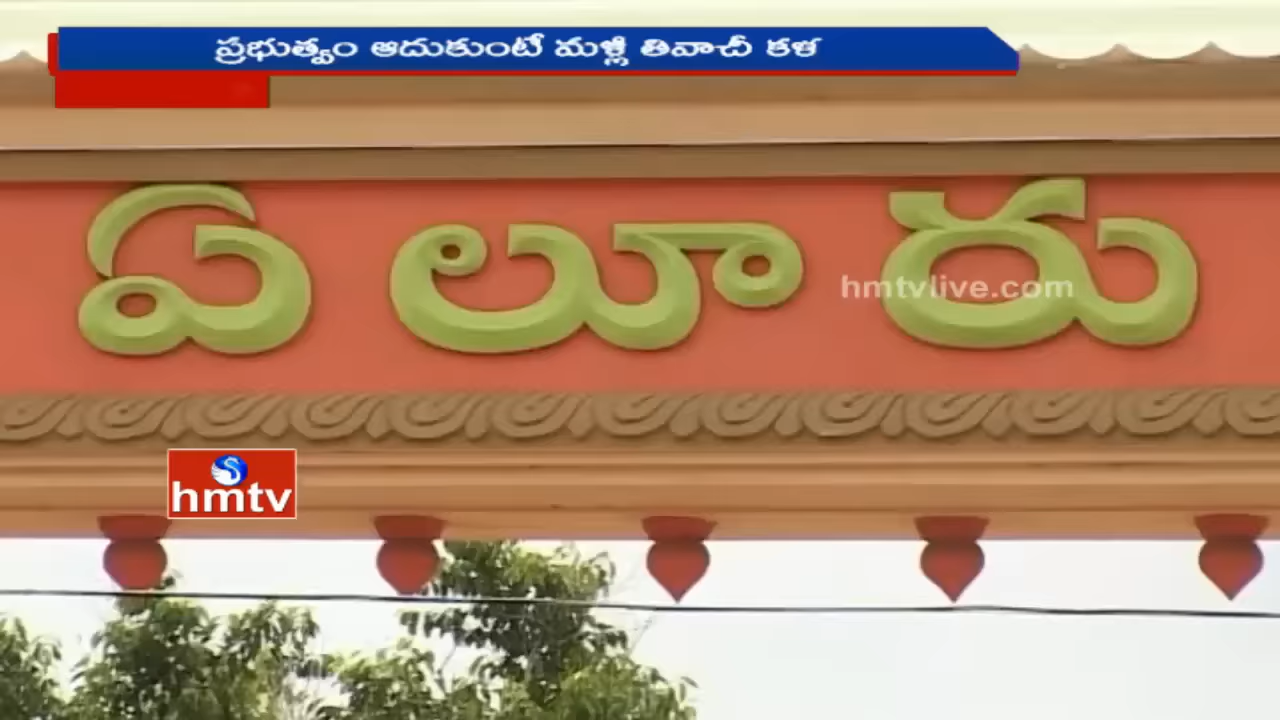 ప్రభుత్వం ఆదుకుంటే మళ్లి తివాచీ కళ
ఏలూరు
hmtvlive.com
hmtv